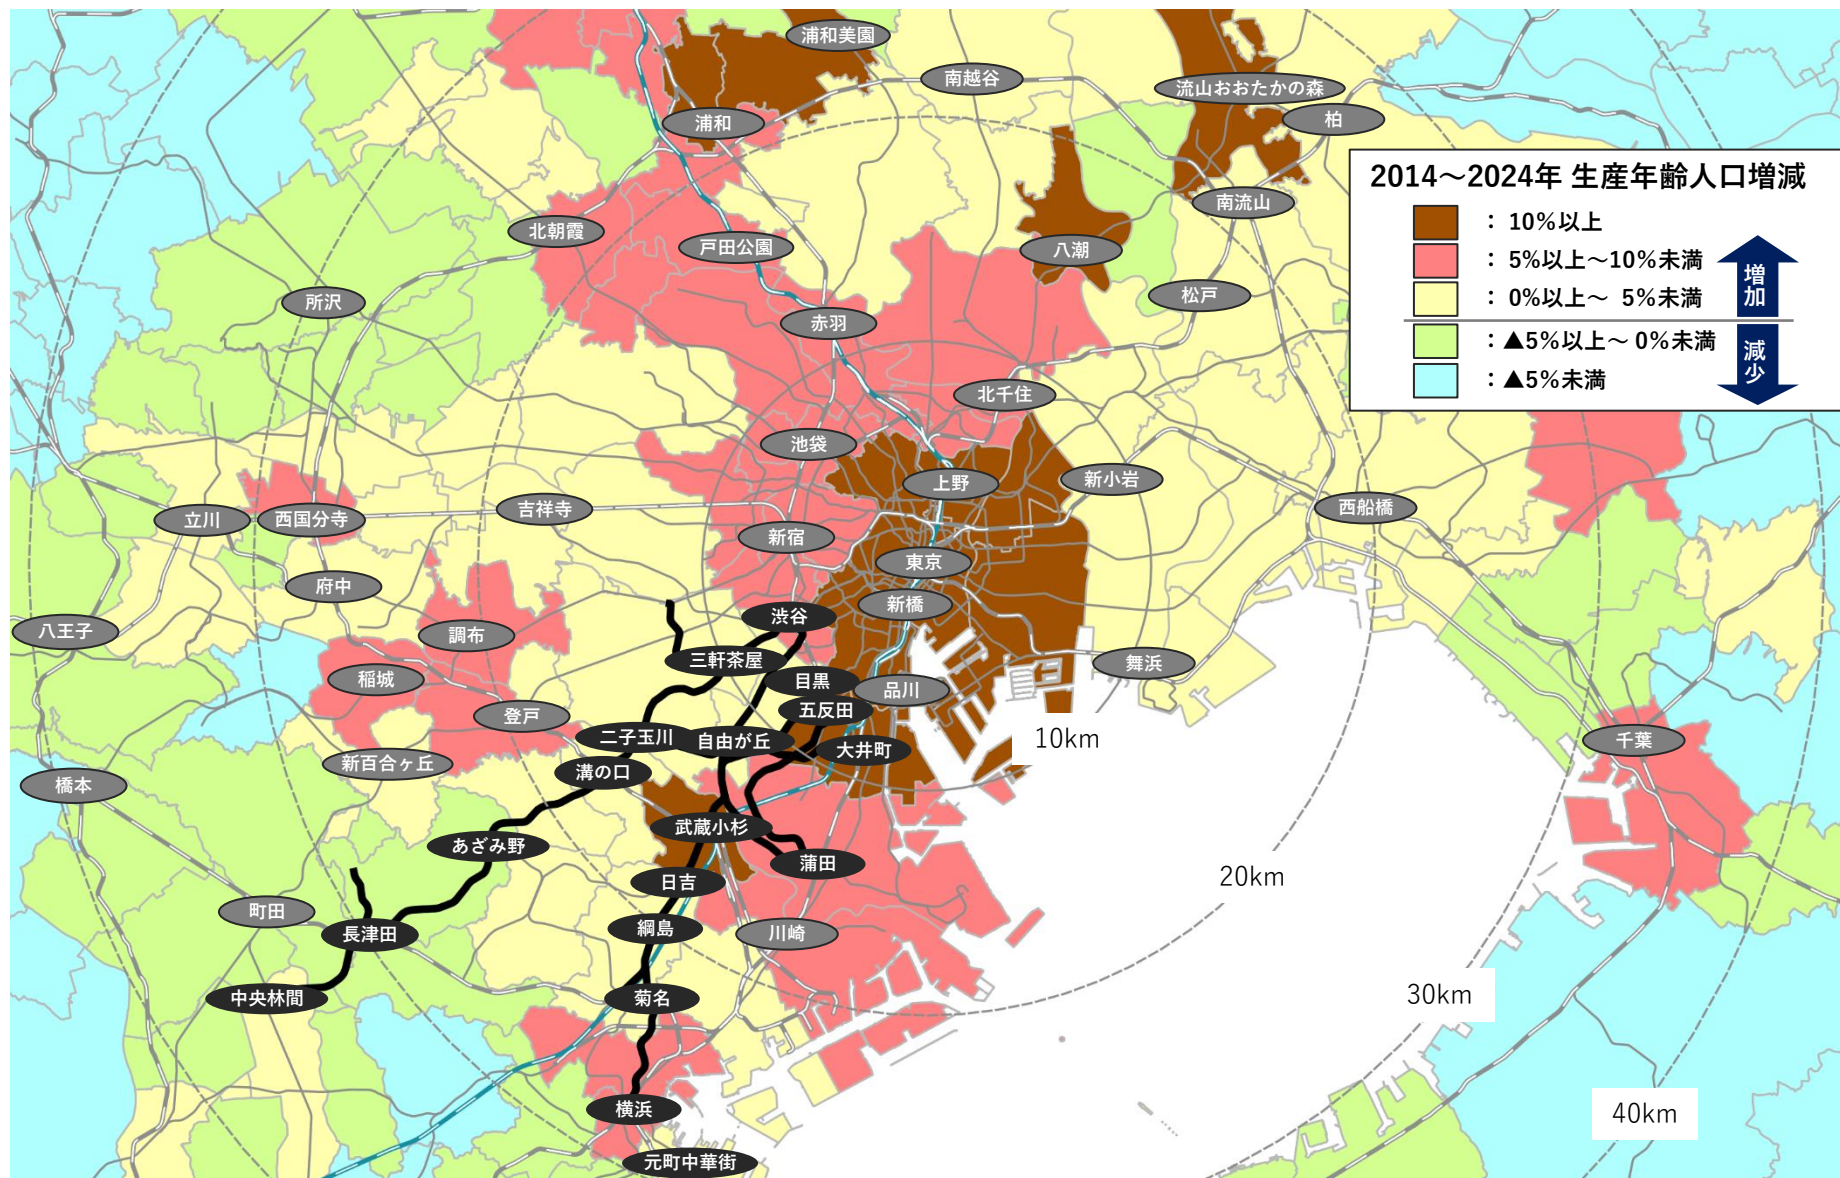 浦和美園
南越谷
流山おおたかの森
柏
浦和
2014～2024年 生産年齢人口増減
：10%以上
：5%以上～10%未満
：0%以上～ 5%未満
：▲5%以上～ 0%未満
：▲5%未満
増加
減少
南流山
北朝霞
戸田公園
八潮
松戸
所沢
赤羽
北千住
池袋
上野
新小岩
立川
西国分寺
吉祥寺
西船橋
新宿
東京
府中
新橋
渋谷
八王子
調布
三軒茶屋
舞浜
稲城
目黒
品川
登戸
五反田
二子玉川
自由が丘
大井町
10km
千葉
新百合ヶ丘
溝の口
橋本
武蔵小杉
あざみ野
蒲田
20km
日吉
町田
綱島
川崎
長津田
中央林間
菊名
30km
横浜
40km
元町中華街